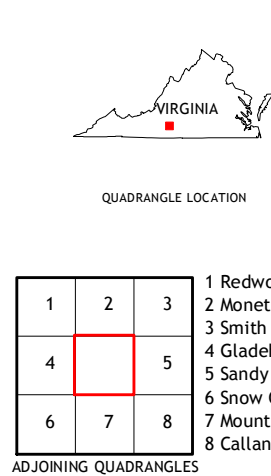 VIRGINIA
QUADRANGLE LOCATION
1 2 3
4 5
6 7 8
1 Redwo
2 Monet
3 Smith
4 Gladeh
5 Sandy
6 Snow
7 Mount
8 Callan
ADJOINING QUADRANGLES